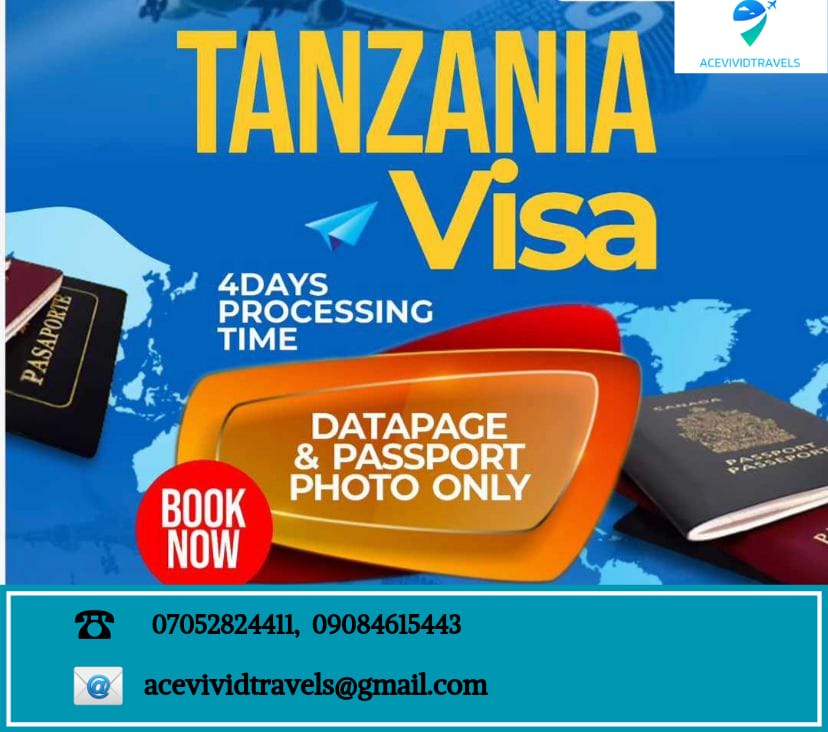 ACEVIVIDTRAVELS
TANZANIA
Visa
4DAYS
PROCESSING
TIME
PASAPORTE
DATAPAGE
& PASSPORT
PHOTO ONLY
CANADA
PASSPORT
PASSEPORT
BOOK
NOW
07052824411, 09084615443
acevividtravels@gmail.com